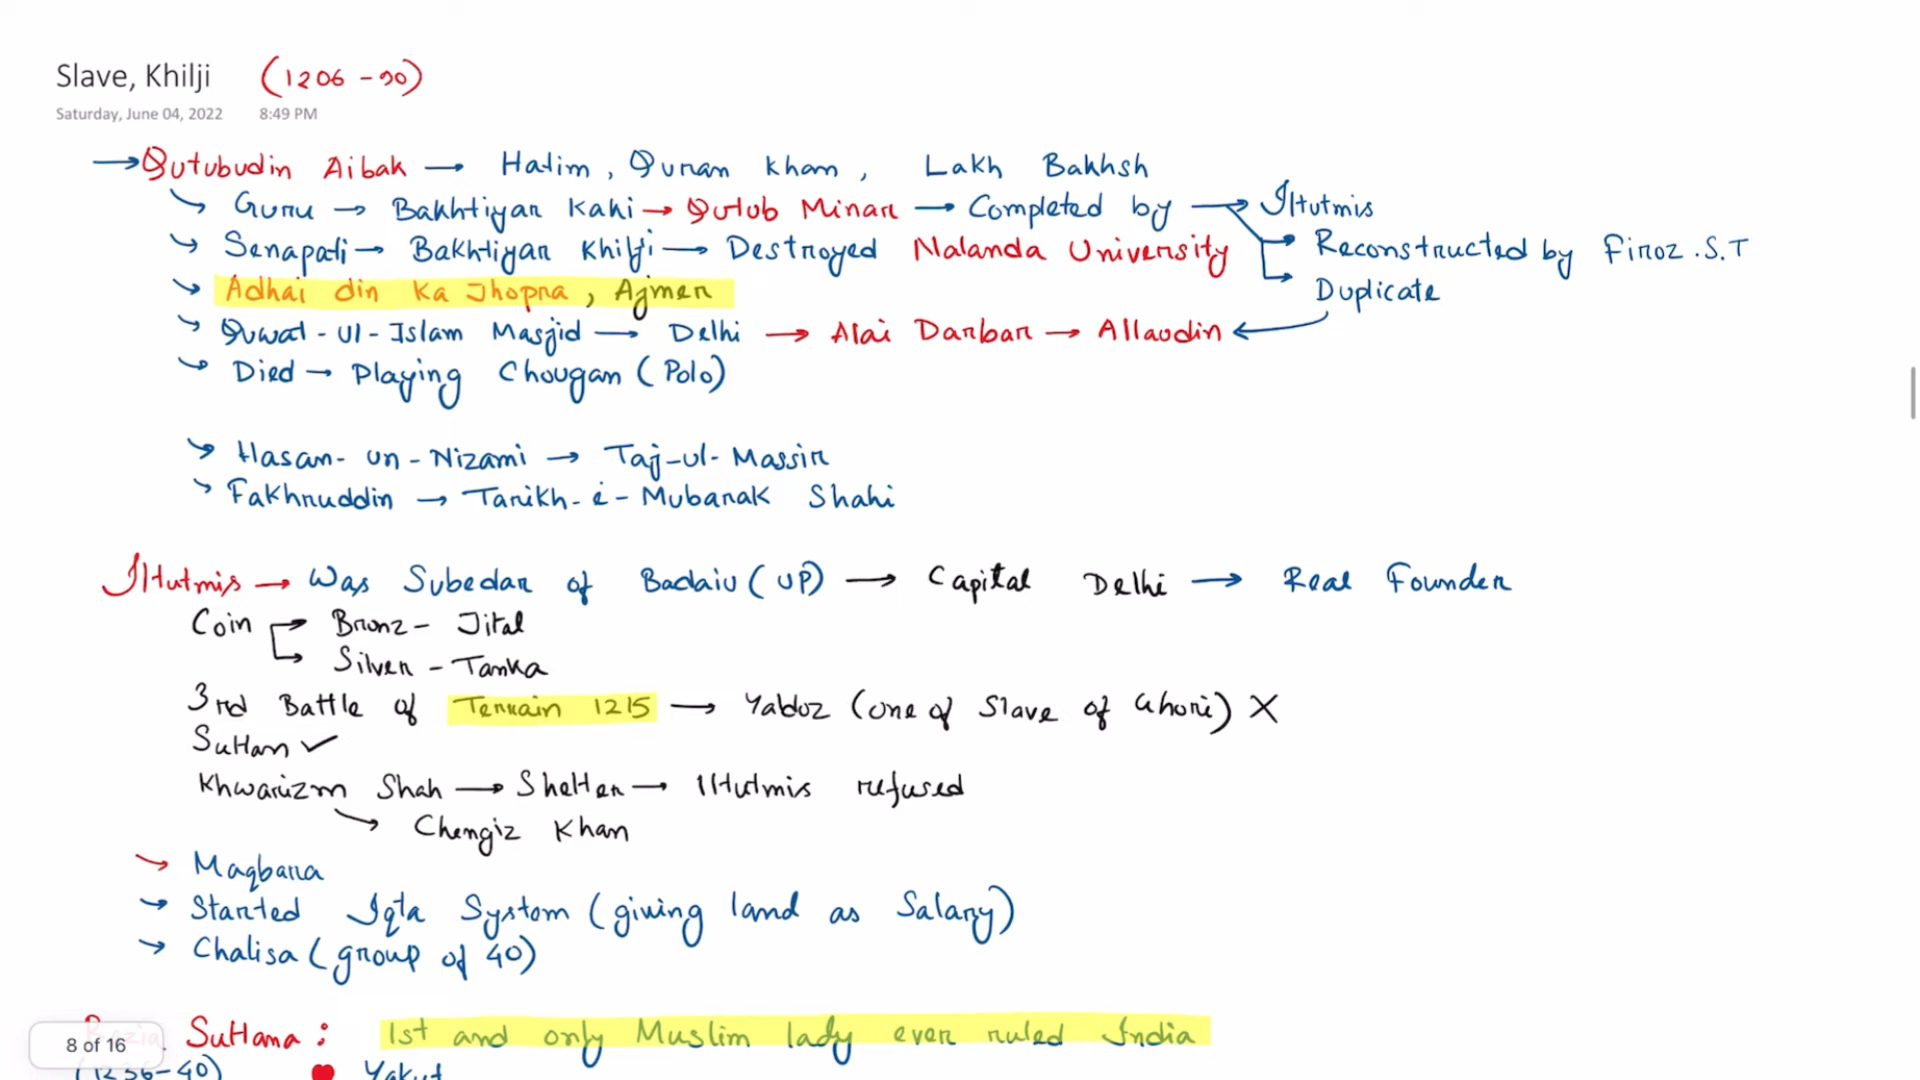 Slave, Khilji (1206-90)
Saturday, June 04, 2022 8:49 PM
→ Qutubudin Aibak → Hatim, Quran Khan, Lakh Bakhsh
Guru → Bakhtiyar Kaki → Qutub Minar → Completed by → Iltutmis
Senapati → Bakhtiyar Khilji → Destroyed Nalanda University → Reconstructed by Firoz.S.T
Adhai din Ka Jhopra, Ajmer → Duplicate
Quwat-ul-Islam Masjid → Delhi → Alai Darbar → Allaudin ←
Died → Playing Chougan (Polo)
Hasan-un-Nizami → Taj-ul-Massir
Fakhruddin → Tarikh-i-Mubarak Shahi
Iltutmis → Was Subedar of Badaiu (UP) → Capital Delhi → Real Founder
Coin → Bronz - Jital
→ Silver - Tanka
3rd Battle of Terrain 1215 → Yalduz (one of Slave of Ghori) X
Sultan ✓
Khwarizm Shah → Shelter → Iltutmis refused
→ Chengiz Khan
→ Maqbara
→ Started Iqta System (giving land as Salary)
→ Chalisa (group of 40)
Razia Sultana : 1st and only Muslim lady ever ruled India
8 of 16
(1236-40) Yakut